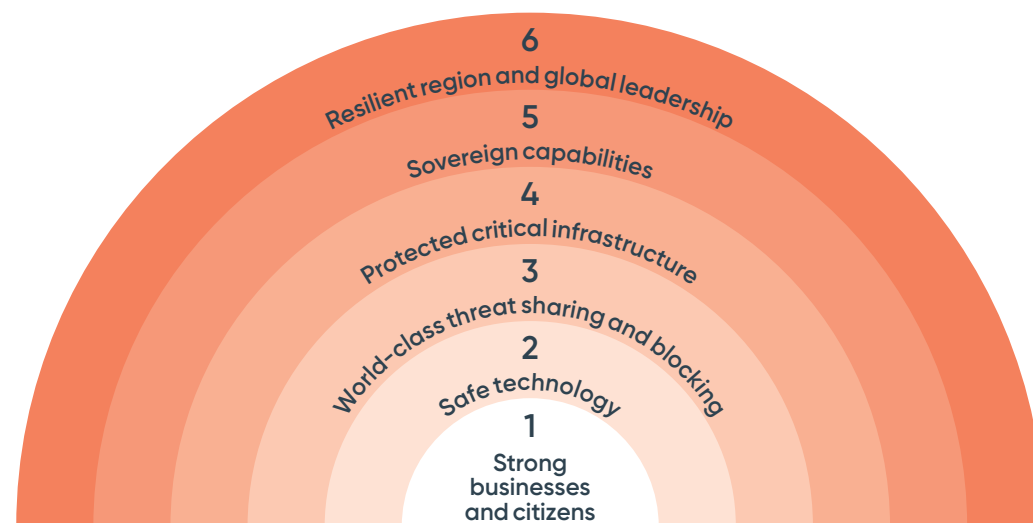 6
Resilient region and global leadership
5
Sovereign capabilities
4
Protected critical infrastructure
3
World-class threat sharing and blocking
2
Safe technology
1
Strong
businesses
and citizens